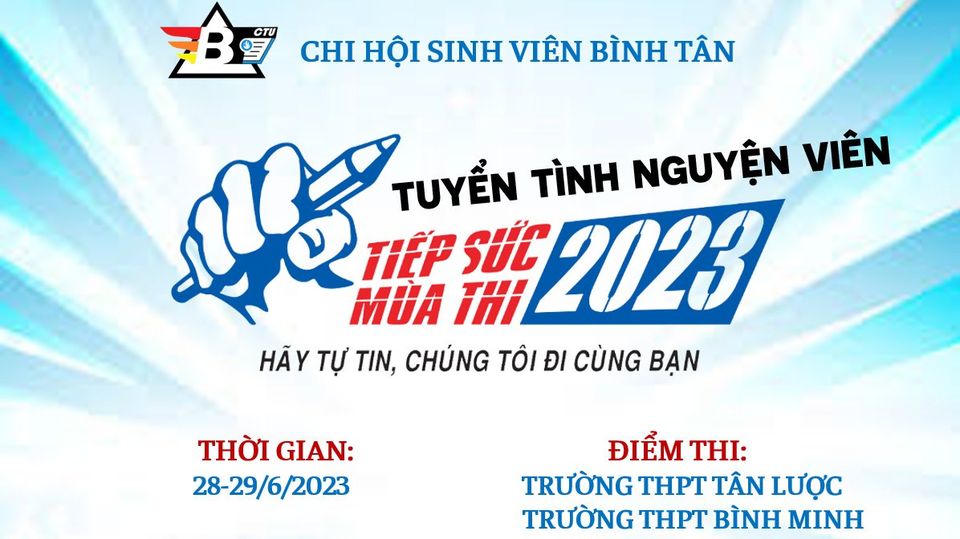 B
CTU
CHI HỘI SINH VIÊN BÌNH TÂN
TUYỂN TÌNH NGUYỆN VIÊN
TIẾP SỨC
MÙA THI
2023
HÃY TỰ TIN, CHÚNG TÔI ĐI CÙNG BẠN
THỜI GIAN:
28-29/6/2023
ĐIỂM THI:
TRƯỜNG THPT TÂN LƯỢC
TRƯỜNG THPT BÌNH MINH